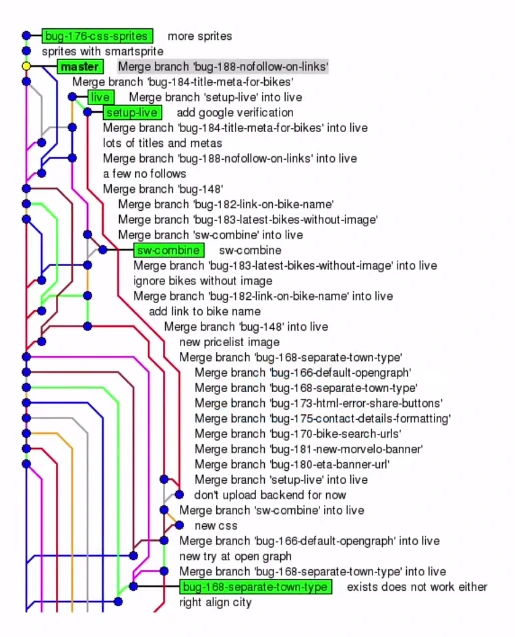 bug-176-css-sprites more sprites
sprites with smartsprite
master Merge branch 'bug-188-nofollow-on-links'
Merge branch 'bug-184-title-meta-for-bikes'
live Merge branch 'setup-live' into live
setup-live add google verification
Merge branch 'bug-184-title-meta-for-bikes' into live
lots of titles and metas
Merge branch 'bug-188-nofollow-on-links' into live
a few no follows
Merge branch 'bug-148'
Merge branch 'bug-182-link-on-bike-name'
Merge branch 'bug-183-latest-bikes-without-image'
Merge branch 'sw-combine' into live
sw-combine sw-combine
Merge branch 'bug-183-latest-bikes-without-image' into live
ignore bikes without image
Merge branch 'bug-182-link-on-bike-name' into live
add link to bike name
Merge branch 'bug-148' into live
new pricelist image
Merge branch 'bug-168-separate-town-type'
Merge branch 'bug-166-default-opengraph'
Merge branch 'bug-168-separate-town-type'
Merge branch 'bug-173-html-error-share-buttons'
Merge branch 'bug-175-contact-details-formatting'
Merge branch 'bug-170-bike-search-urls'
Merge branch 'bug-181-new-morvelo-banner'
Merge branch 'bug-180-eta-banner-url'
Merge branch 'setup-live' into live
don't upload backend for now
Merge branch 'sw-combine' into live
new css
Merge branch 'bug-166-default-opengraph' into live
new try at open graph
Merge branch 'bug-168-separate-town-type' into live
bug-168-separate-town-type exists does not work either
right align city